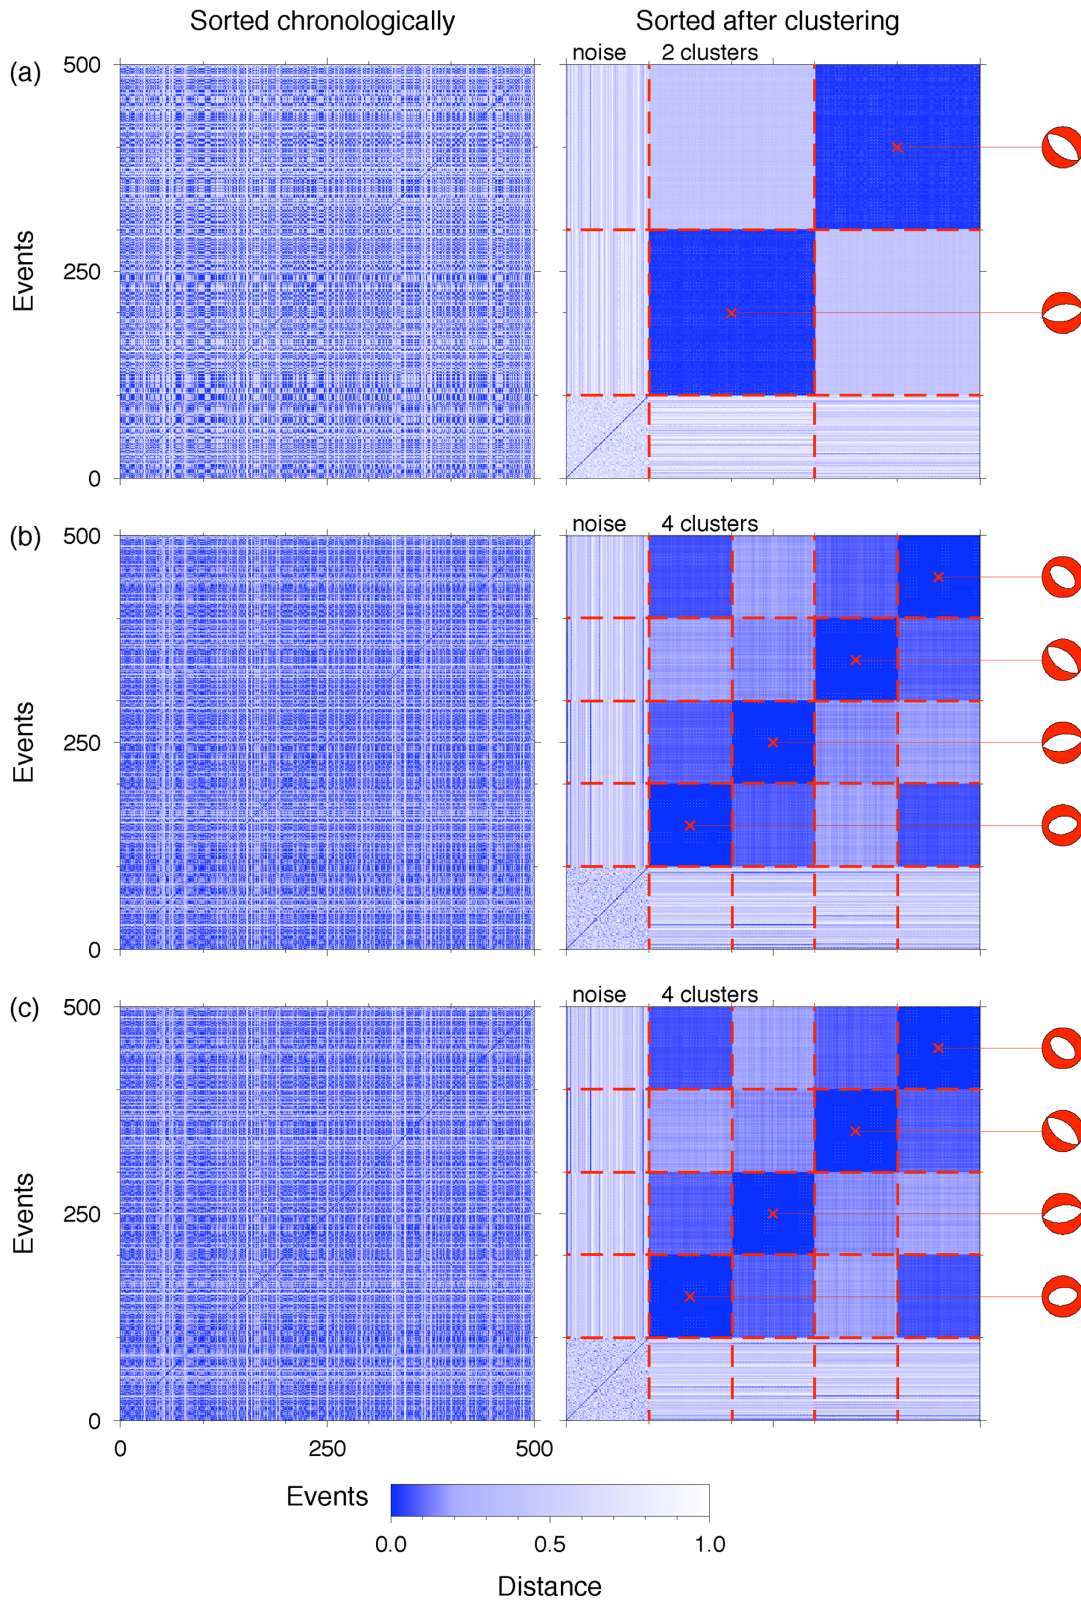 Sorted chronologically
Sorted after clustering
noise 2 clusters
(a)
500
250
0
Events
noise 4 clusters
(b)
500
250
0
Events
noise 4 clusters
(c)
500
250
0
Events
0 250 500
Events
0.0 0.5 1.0
Distance